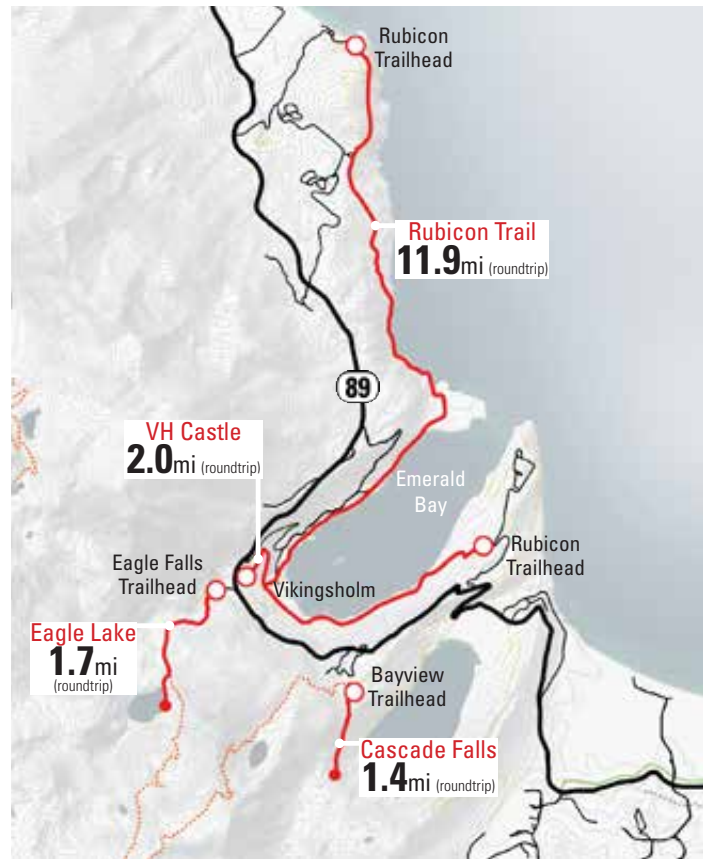 Rubicon
Trailhead
Rubicon Trail
11.9mi (roundtrip)
89
VH Castle
2.0mi (roundtrip)
Emerald
Bay
Eagle Falls
Trailhead
Vikingsholm
Rubicon
Trailhead
Eagle Lake
1.7mi
(roundtrip)
Bayview
Trailhead
Cascade Falls
1.4mi (roundtrip)